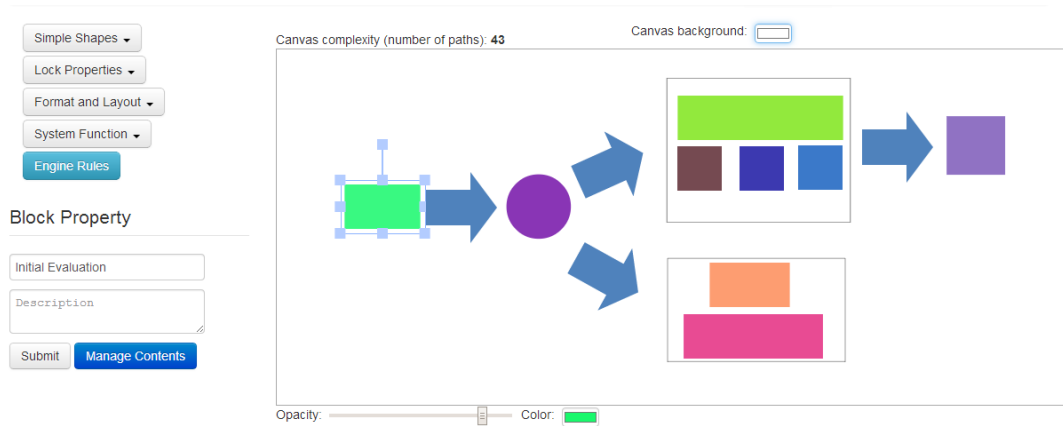 Simple Shapes
Lock Properties
Format and Layout
System Function
Engine Rules
Block Property
Initial Evaluation
Description
Submit Manage Contents
Canvas complexity (number of paths): 43 Canvas background:
Opacity: Color: